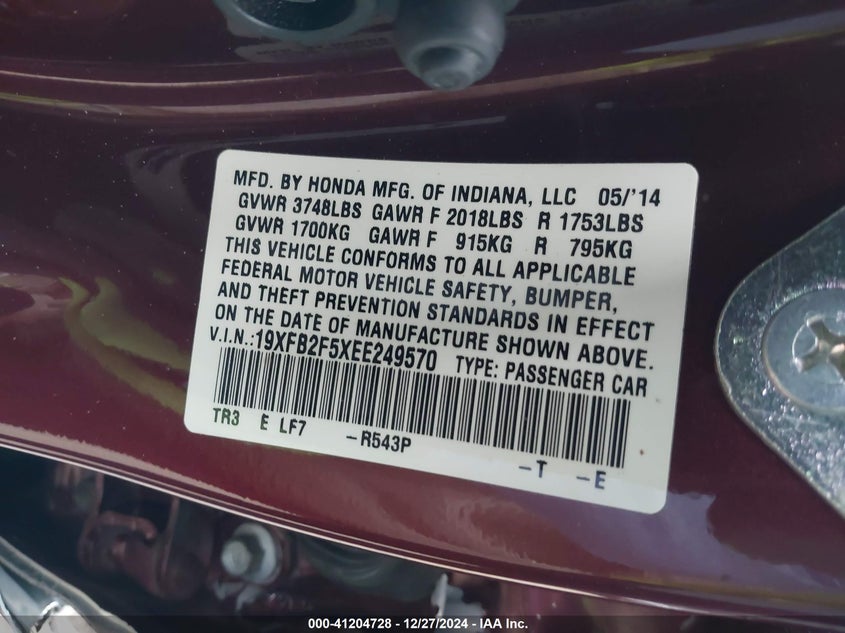 MFD. BY HONDA MFG. OF INDIANA, LLC 05/'14
GVWR 3748LBS GAWR F 2018LBS R 1753LBS
GVWR 1700KG GAWR F 915KG R 795KG
THIS VEHICLE CONFORMS TO ALL APPLICABLE
FEDERAL MOTOR VEHICLE SAFETY, BUMPER,
AND THEFT PREVENTION STANDARDS IN EFFECT
ON THE DATE OF MANUFACTURE SHOWN ABOVE.
V.I.N.:19XFB2F5XEE249570 TYPE: PASSENGER CAR
TR3 E LF7 -R543P -T -E
000-41204728 - 12/27/2024 - IAA Inc.